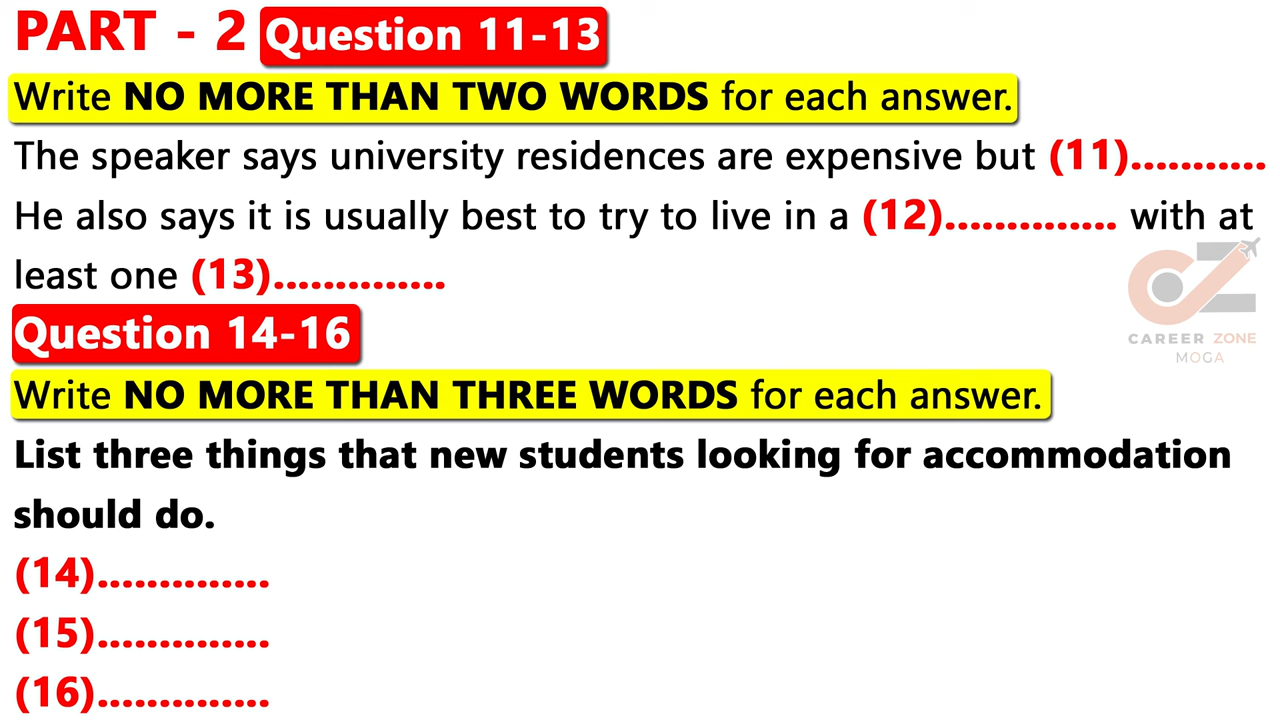 PART - 2 Question 11-13
Write NO MORE THAN TWO WORDS for each answer.
The speaker says university residences are expensive but (11)...........
He also says it is usually best to try to live in a (12).............. with at
least one (13)..............
CAREER ZONE
MOGA
Question 14-16
Write NO MORE THAN THREE WORDS for each answer.
List three things that new students looking for accommodation
should do.
(14)..............
(15)..............
(16)..............